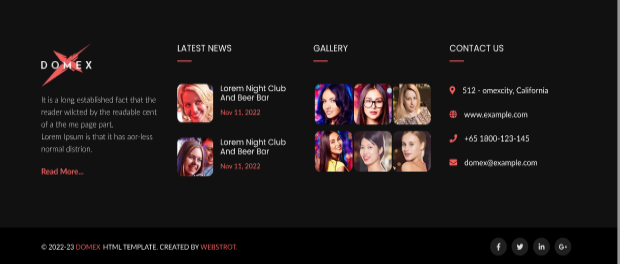 DOMEX
It is a long established fact that the
reader wilcted by the readable cent
of a the me page part.
Lorem Ipsum is that it has aor-less
normal distrion.
Read More...
LATEST NEWS
Lorem Night Club
And Beer Bar
Nov 11, 2022
Lorem Night Club
And Beer Bar
Nov 11, 2022
GALLERY
CONTACT US
512 - omexcity, California
www.example.com
+65 1800-123-145
domex@example.com
© 2022-23 DOMEX HTML TEMPLATE. CREATED BY WEBSTROT.
f
in
G+